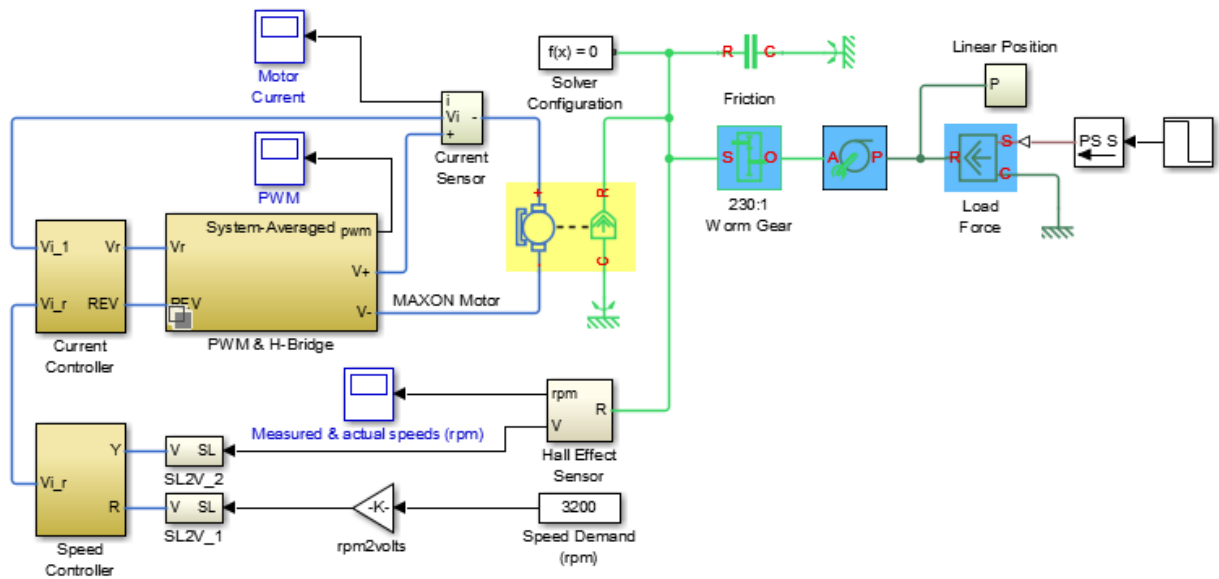 Motor
Current
i
Vi -
+
Current
Sensor
PWM
f(x) = 0
Solver
Configuration
R C
Friction
Linear Position
P
S O
230:1
Worm Gear
A P
R S
C
Load
Force
PS S
+
R
-
C
MAXON Motor
System-Averaged
pwm
Vr
V+
REV
V-
PWM & H-Bridge
Vi_1 Vr
Vi_r REV
Current
Controller
rpm
V
R
Hall Effect
Sensor
Measured & actual speeds (rpm)
Y
Vi_r
R
Speed
Controller
V SL
SL2V_2
V SL
SL2V_1
-K-
rpm2volts
3200
Speed Demand
(rpm)